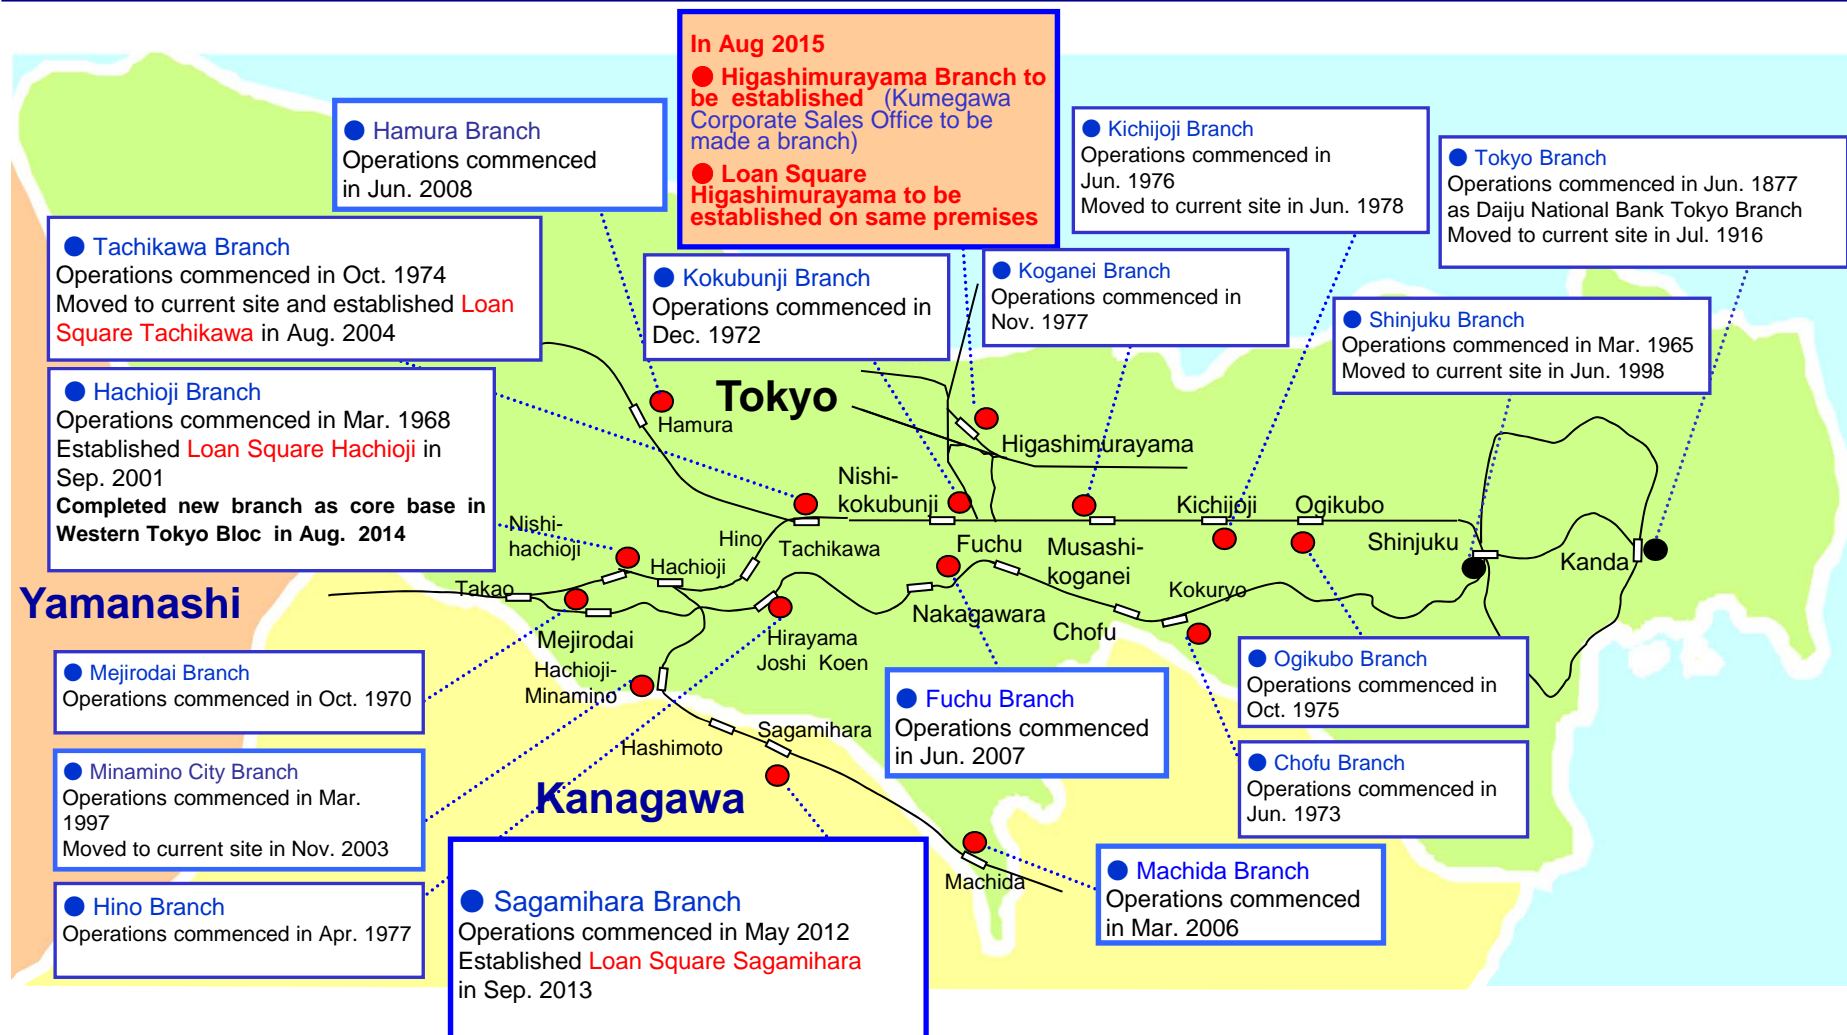 In Aug 2015
● Higashimurayama Branch to
be established (Kumegawa
Corporate Sales Office to be
made a branch)
● Loan Square
Higashimurayama to be
established on same premises
● Hamura Branch
Operations commenced
in Jun. 2008
● Kichijoji Branch
Operations commenced in
Jun. 1976
Moved to current site in Jun. 1978
● Tokyo Branch
Operations commenced in Jun. 1877
as Daiju National Bank Tokyo Branch
Moved to current site in Jul. 1916
● Tachikawa Branch
Operations commenced in Oct. 1974
Moved to current site and established Loan
Square Tachikawa in Aug. 2004
● Kokubunji Branch
Operations commenced in
Dec. 1972
● Koganei Branch
Operations commenced in
Nov. 1977
● Shinjuku Branch
Operations commenced in Mar. 1965
Moved to current site in Jun. 1998
● Hachioji Branch
Operations commenced in Mar. 1968
Established Loan Square Hachioji in
Sep. 2001
Completed new branch as core base in
Western Tokyo Bloc in Aug. 2014
Tokyo
Hamura
Higashimurayama
Nishi-
kokubunji
Kichijoji
Ogikubo
Nishi-
hachioji
Hino
Tachikawa
Fuchu
Musashi-
koganei
Shinjuku
Kanda
Hachioji
Takao
Kokuryo
Yamanashi
Nakagawara
Chofu
Mejirodai
Hirayama
Joshi Koen
Hachioji-
Minamino
● Mejirodai Branch
Operations commenced in Oct. 1970
● Ogikubo Branch
Operations commenced in
Oct. 1975
● Fuchu Branch
Operations commenced
in Jun. 2007
Sagamihara
Hashimoto
● Minamino City Branch
Operations commenced in Mar.
1997
Moved to current site in Nov. 2003
● Chofu Branch
Operations commenced in
Jun. 1973
Kanagawa
Machida
● Machida Branch
Operations commenced
in Mar. 2006
● Hino Branch
Operations commenced in Apr. 1977
● Sagamihara Branch
Operations commenced in May 2012
Established Loan Square Sagamihara
in Sep. 2013